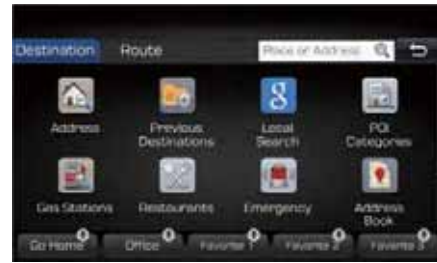 Destination Route Place or Address
Address Previous Destinations Local Search POI Categories
Gas Stations Restaurants Emergency Address Book
Go Home Office Favorite 1 Favorite 2 Favorite 3